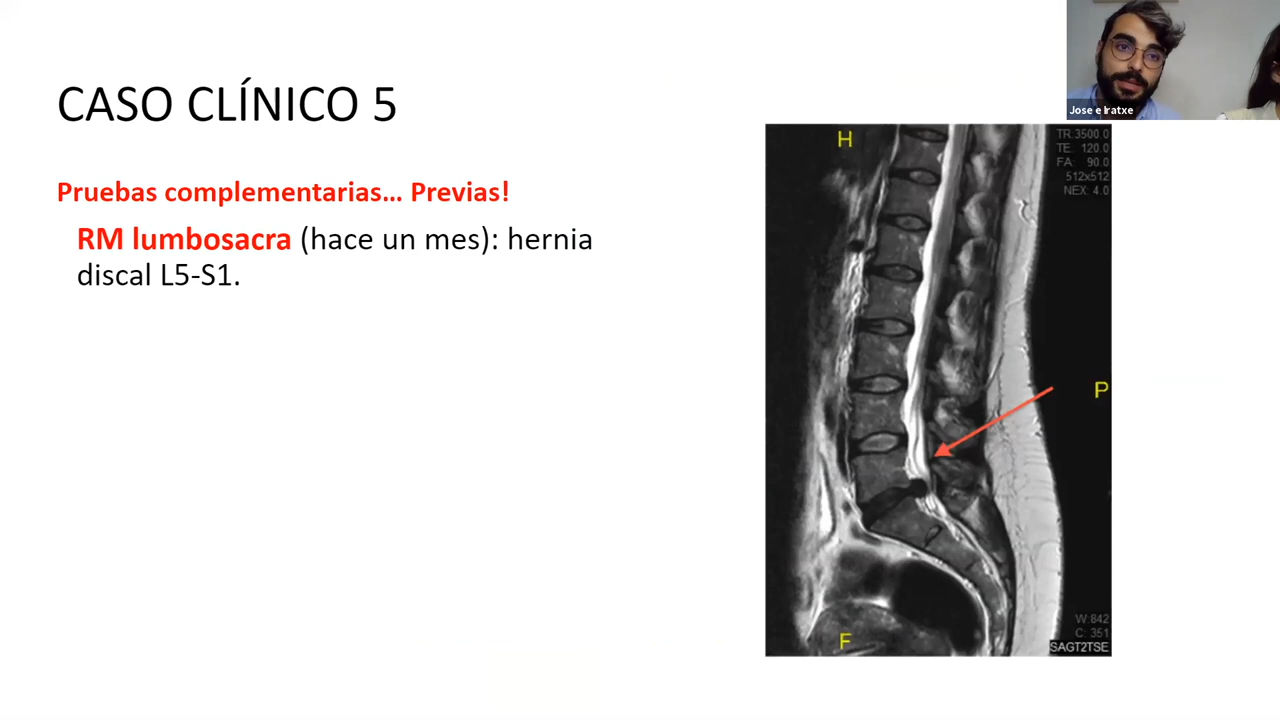 Jose e Iratxe
CASO CLÍNICO 5
Pruebas complementarias... Previas!
RM lumbosacra (hace un mes): hernia
discal L5-S1.
H
TR:3500.0
TE: 120.0
FA: 90.0
512x512
NEX: 4.0
P
F
W:842
C: 351
SAGT2TSE